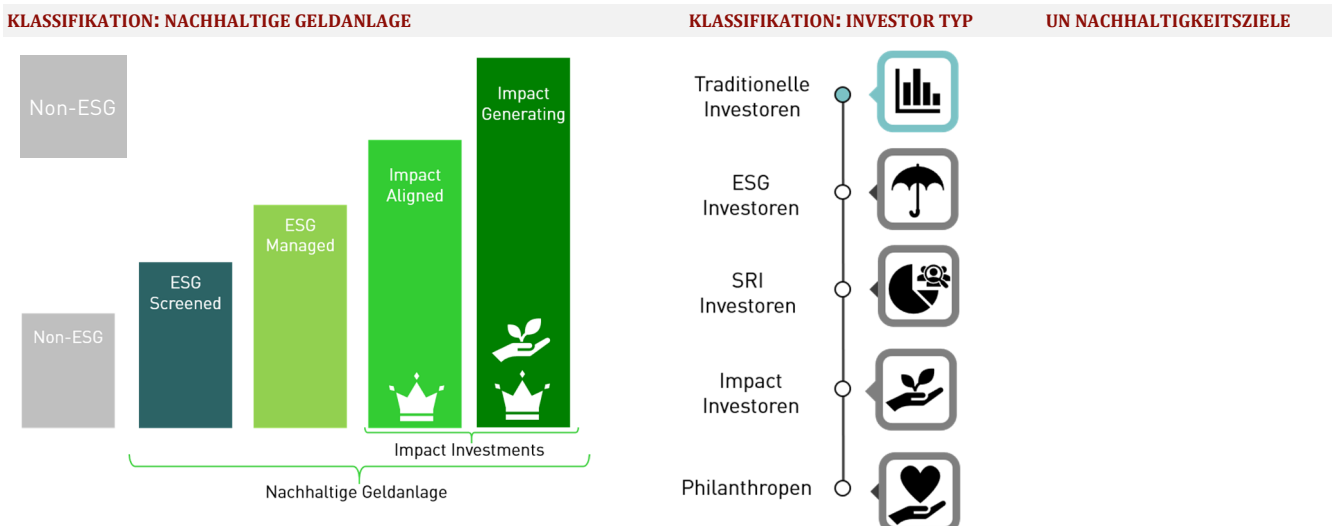 KLASSIFIKATION: NACHHALTIGE GELDANLAGE
Non-ESG
Non-ESG
ESG
Screened
ESG
Managed
Impact
Aligned
Impact
Generating
Impact Investments
Nachhaltige Geldanlage
KLASSIFIKATION: INVESTOR TYP
Traditionelle
Investoren
ESG
Investoren
SRI
Investoren
Impact
Investoren
Philanthropen
UN NACHHALTIGKEITSZIELE